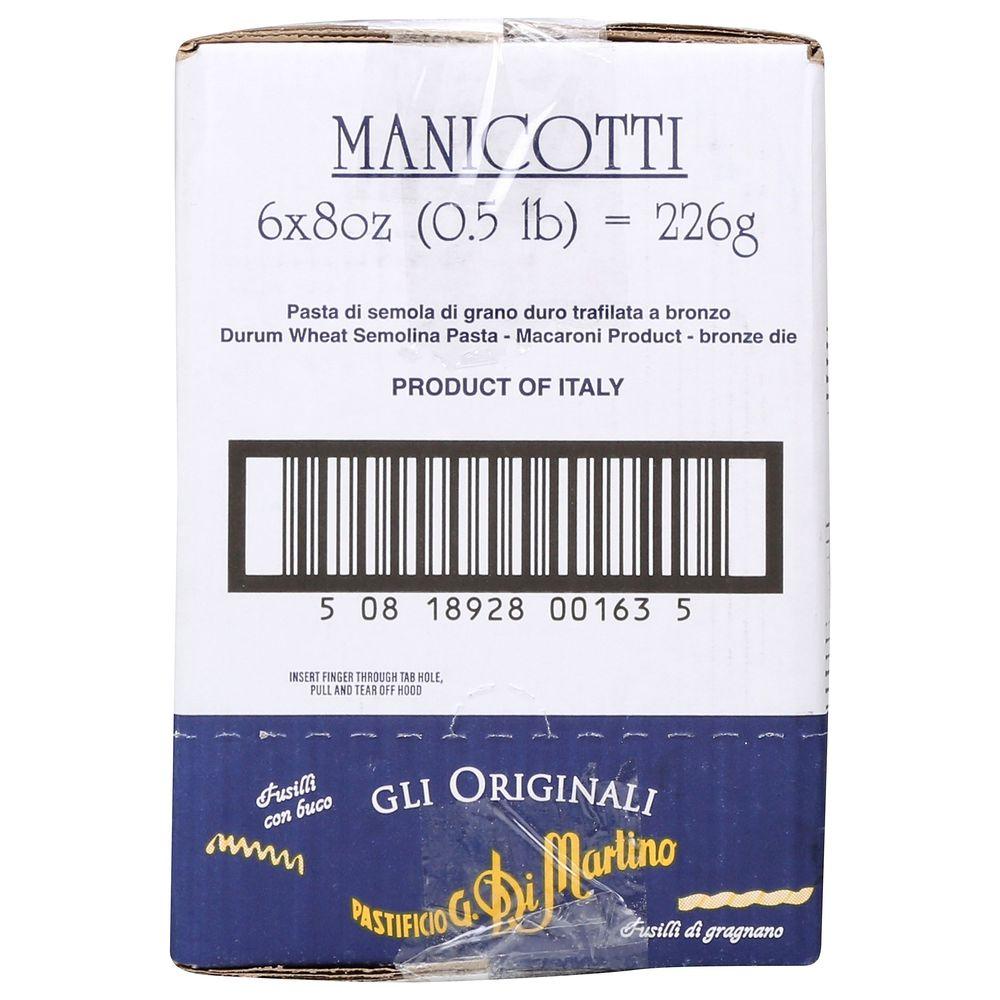 MANICOTTI
6x8oz (0.5 lb) = 226g
Pasta di semola di grano duro trafilata a bronzo
Durum Wheat Semolina Pasta - Macaroni Product - bronze die
PRODUCT OF ITALY
5 08 18928 00163 5
INSERT FINGER THROUGH TAB HOLE,
PULL AND TEAR OFF HOOD
Fusilli
con buco
GLI ORIGINALI
PASTIFICIO G. Di Martino
Fusilli di gragnano